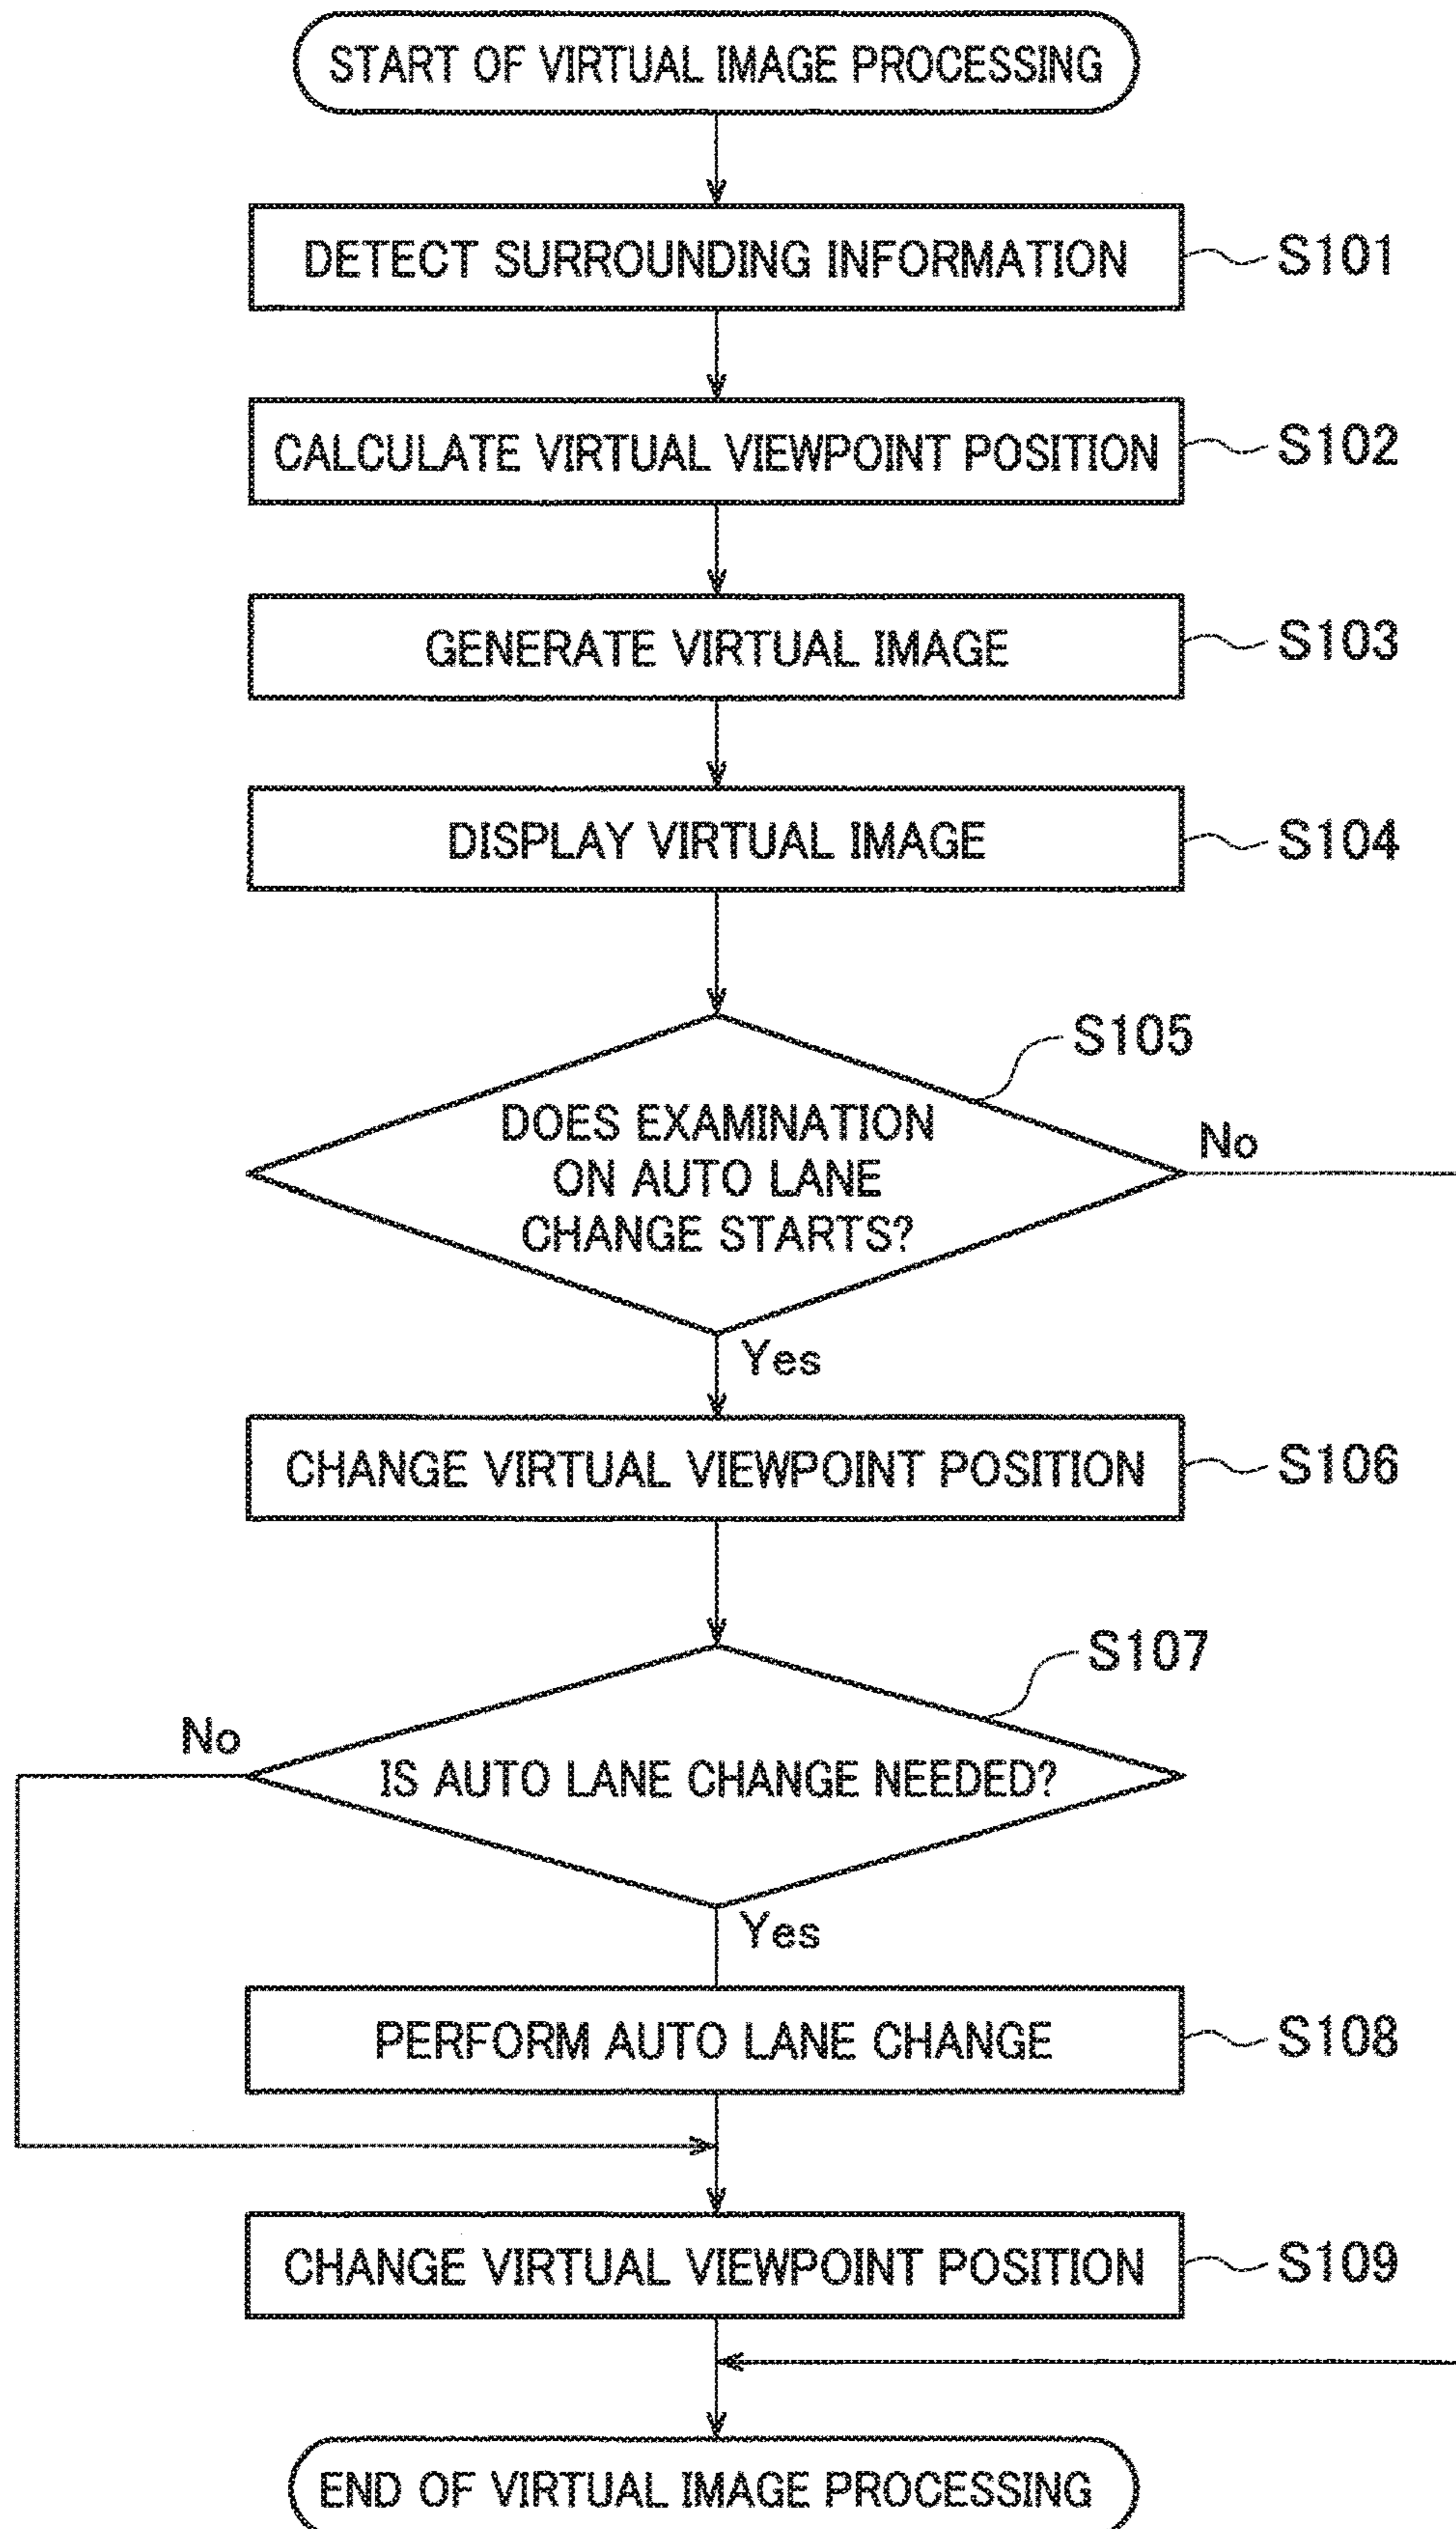 START OF VIRTUAL IMAGE PROCESSING
DETECT SURROUNDING INFORMATION
S101
CALCULATE VIRTUAL VIEWPOINT POSITION
S102
GENERATE VIRTUAL IMAGE
S103
DISPLAY VIRTUAL IMAGE
S104
S105
DOES EXAMINATION
ON AUTO LANE
CHANGE STARTS?
No
Yes
CHANGE VIRTUAL VIEWPOINT POSITION
S106
S107
No
IS AUTO LANE CHANGE NEEDED?
Yes
PERFORM AUTO LANE CHANGE
S108
CHANGE VIRTUAL VIEWPOINT POSITION
S109
END OF VIRTUAL IMAGE PROCESSING